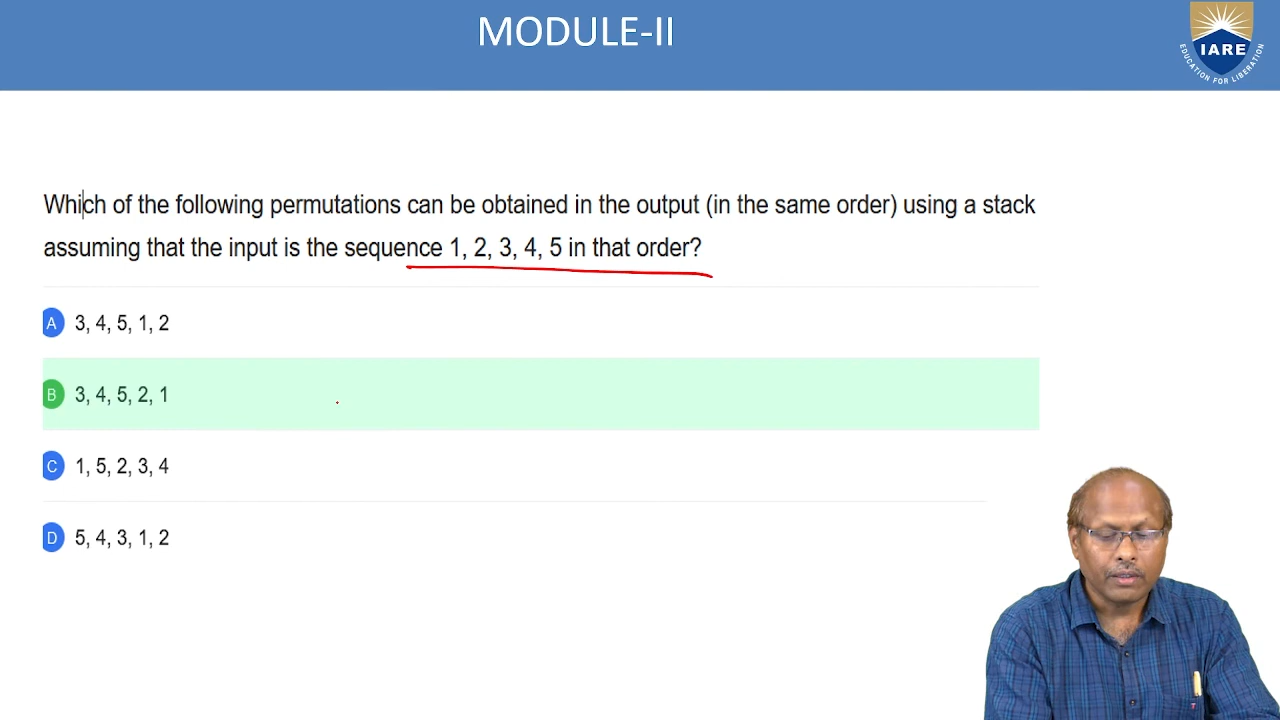 MODULE-II
IARE
EDUCATION FOR LIBERATION
Which of the following permutations can be obtained in the output (in the same order) using a stack
assuming that the input is the sequence 1, 2, 3, 4, 5 in that order?
A 3, 4, 5, 1, 2
B 3, 4, 5, 2, 1
C 1, 5, 2, 3, 4
D 5, 4, 3, 1, 2